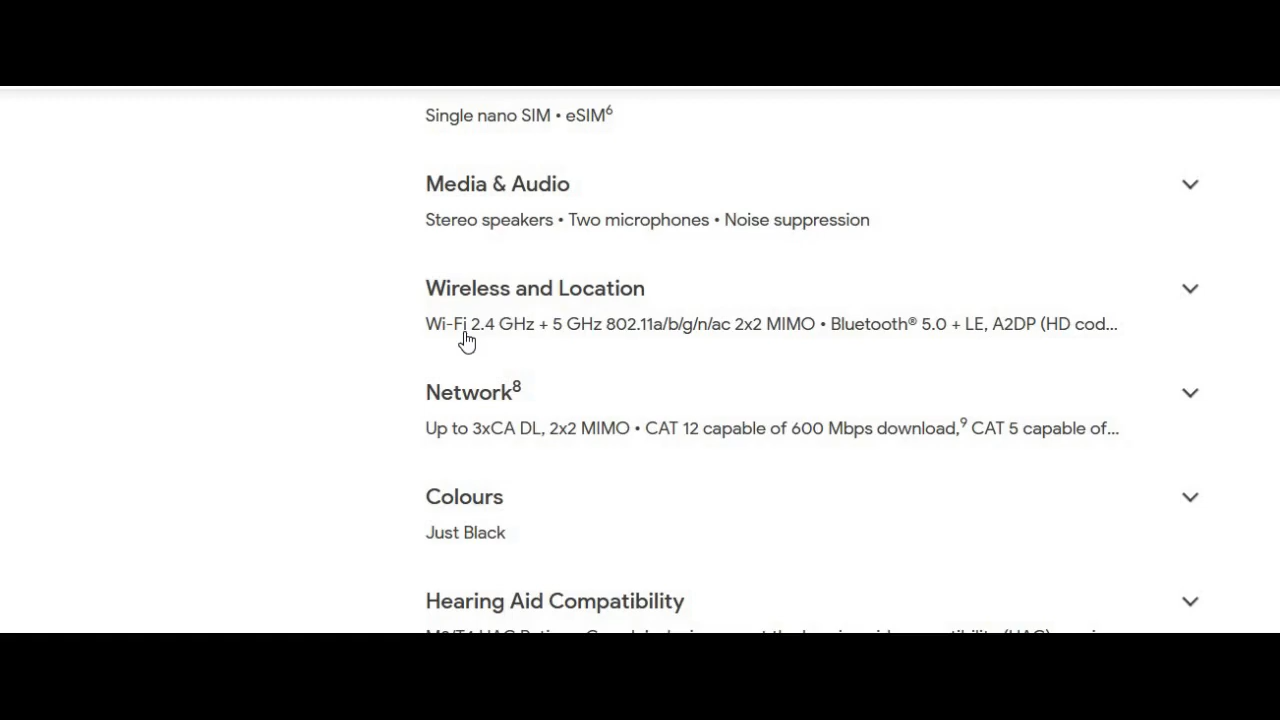 Single nano SIM • eSIM⁶
Media & Audio
Stereo speakers • Two microphones • Noise suppression
Wireless and Location
Wi-Fi 2.4 GHz + 5 GHz 802.11a/b/g/n/ac 2x2 MIMO • Bluetooth® 5.0 + LE, A2DP (HD cod...
Network⁸
Up to 3xCA DL, 2x2 MIMO • CAT 12 capable of 600 Mbps download,⁹ CAT 5 capable of...
Colours
Just Black
Hearing Aid Compatibility